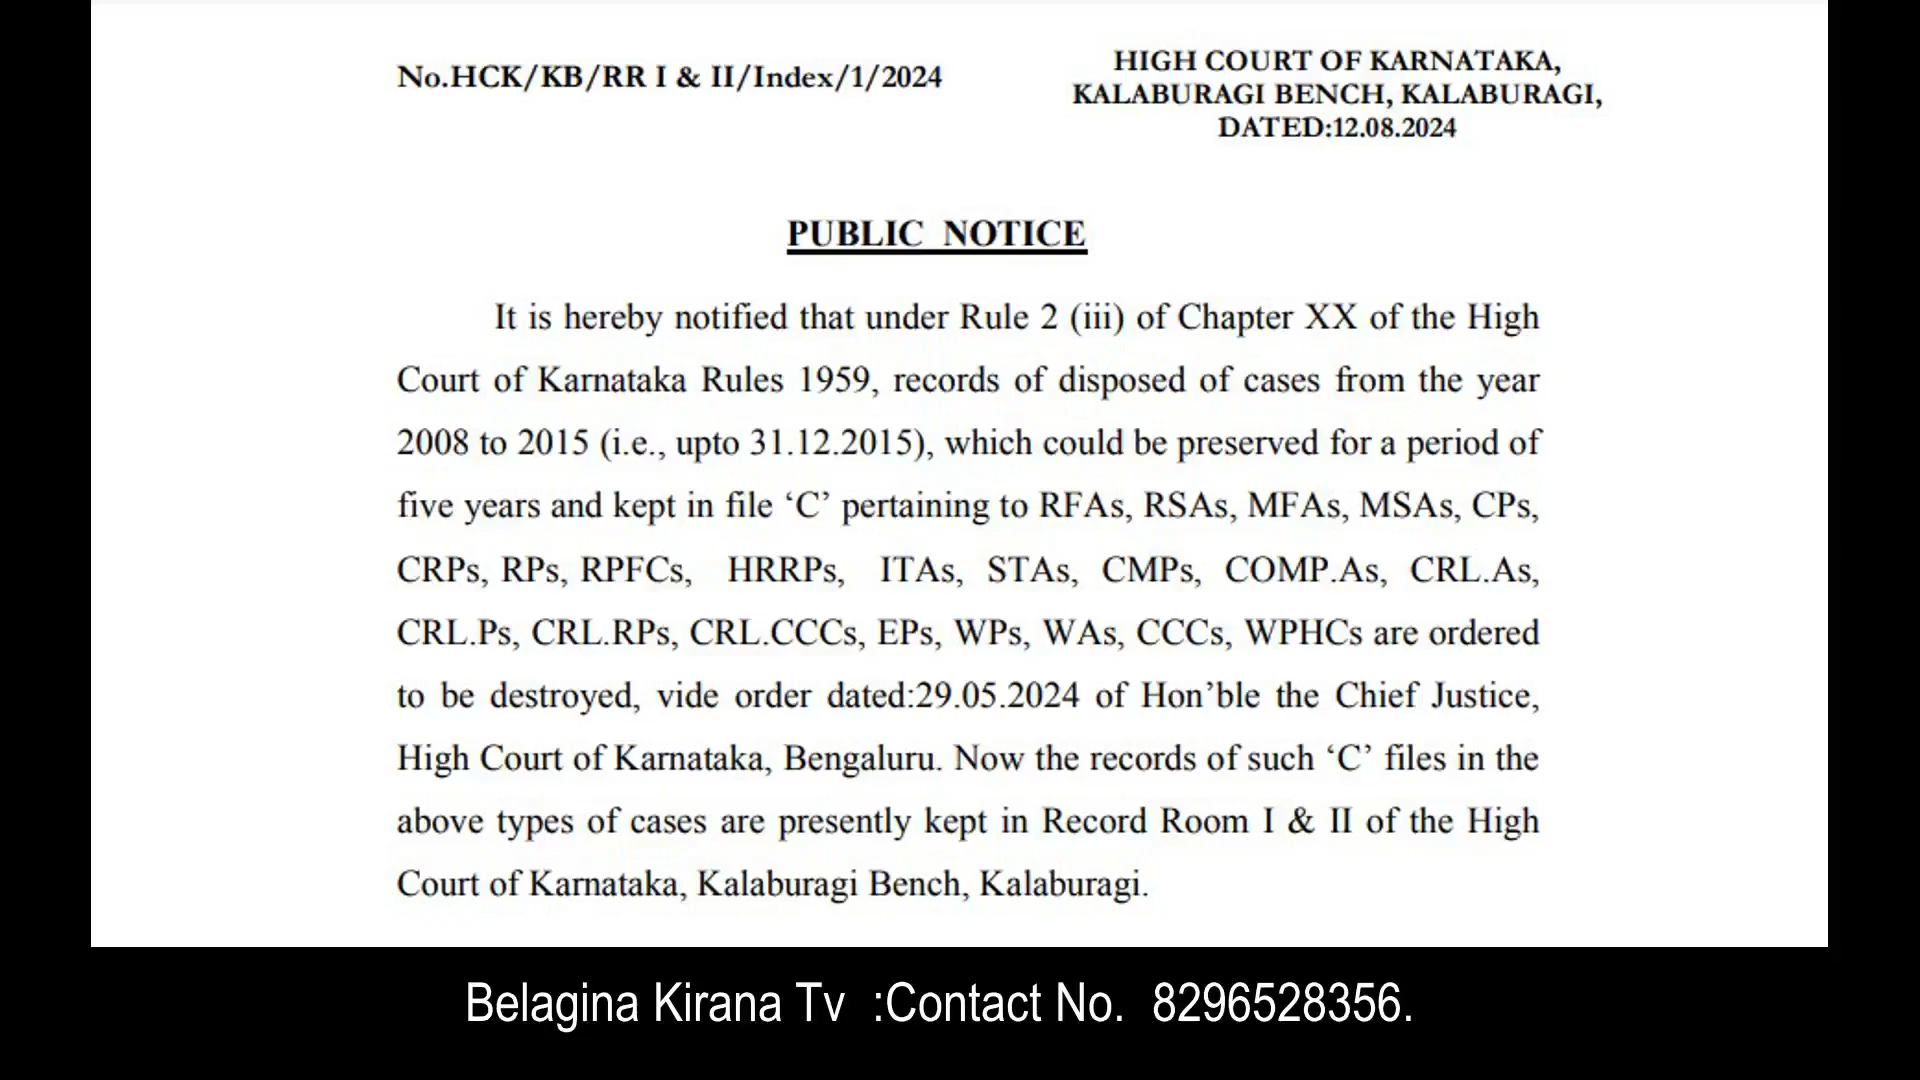 No.HCK/KB/RR I & II/Index/1/2024
HIGH COURT OF KARNATAKA,
KALABURAGI BENCH, KALABURAGI,
DATED:12.08.2024
PUBLIC NOTICE
It is hereby notified that under Rule 2 (iii) of Chapter XX of the High
Court of Karnataka Rules 1959, records of disposed of cases from the year
2008 to 2015 (i.e., upto 31.12.2015), which could be preserved for a period of
five years and kept in file ‘C’ pertaining to RFAs, RSAs, MFAs, MSAs, CPs,
CRPs, RPs, RPFCs, HRRPs, ITAs, STAs, CMPs, COMP.As, CRL.As,
CRL.Ps, CRL.RPs, CRL.CCCs, EPs, WPs, WAs, CCCs, WPHCs are ordered
to be destroyed, vide order dated:29.05.2024 of Hon’ble the Chief Justice,
High Court of Karnataka, Bengaluru. Now the records of such ‘C’ files in the
above types of cases are presently kept in Record Room I & II of the High
Court of Karnataka, Kalaburagi Bench, Kalaburagi.
Belagina Kirana Tv :Contact No. 8296528356.